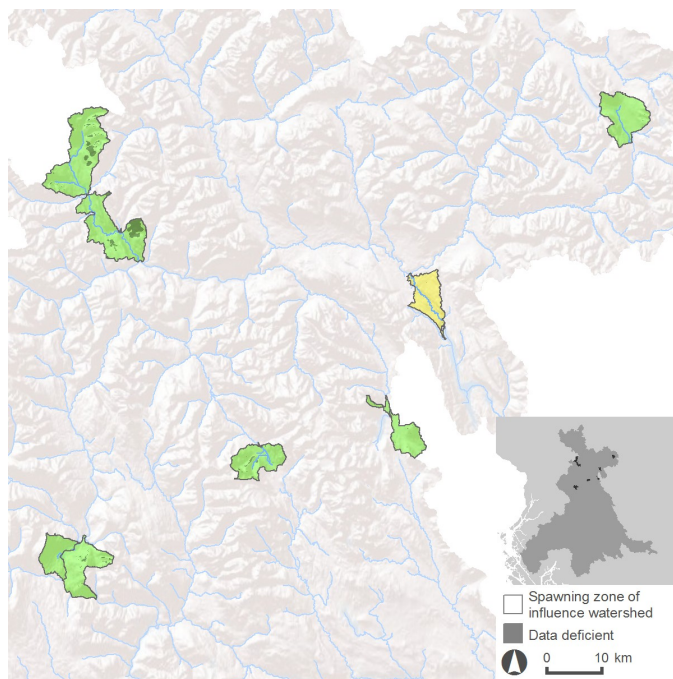 Spawning zone of
influence watershed
Data deficient
0 10 km